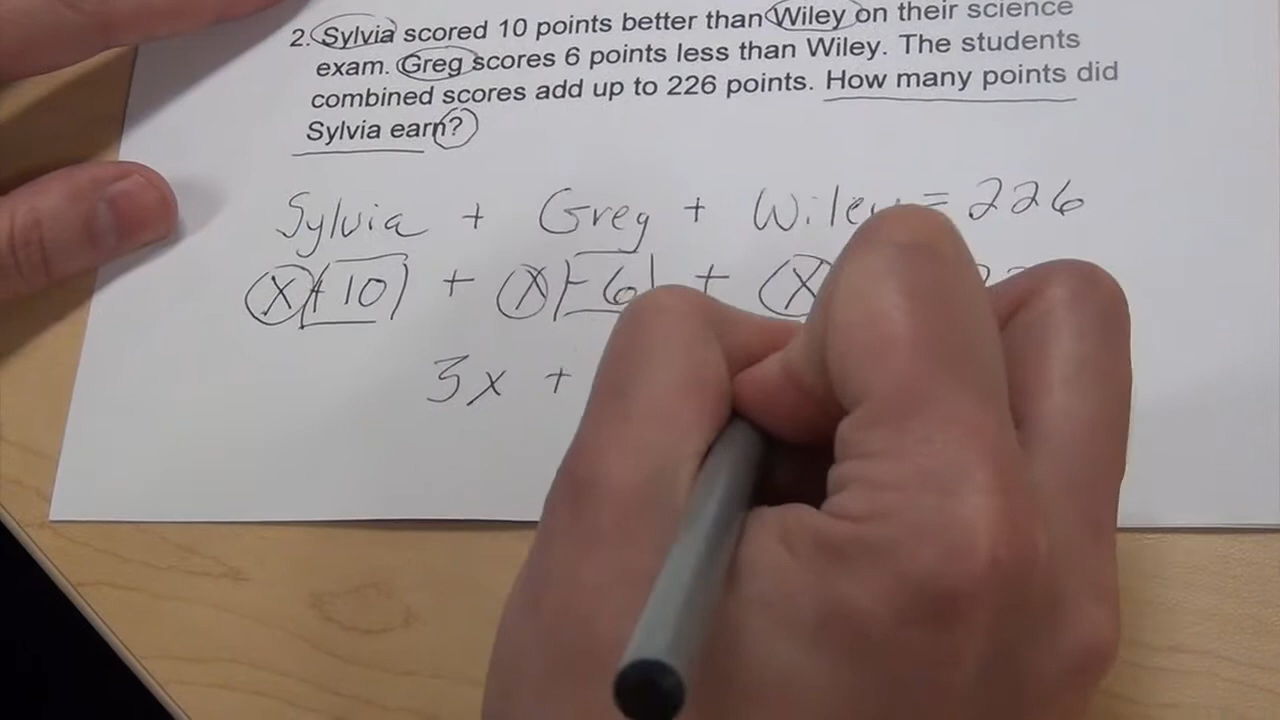 2. Sylvia scored 10 points better than Wiley on their science
exam. Greg scores 6 points less than Wiley. The students
combined scores add up to 226 points. How many points did
Sylvia earn?
Sylvia + Greg + Wiley = 226
x + 10 + x - 6 + x
3x +